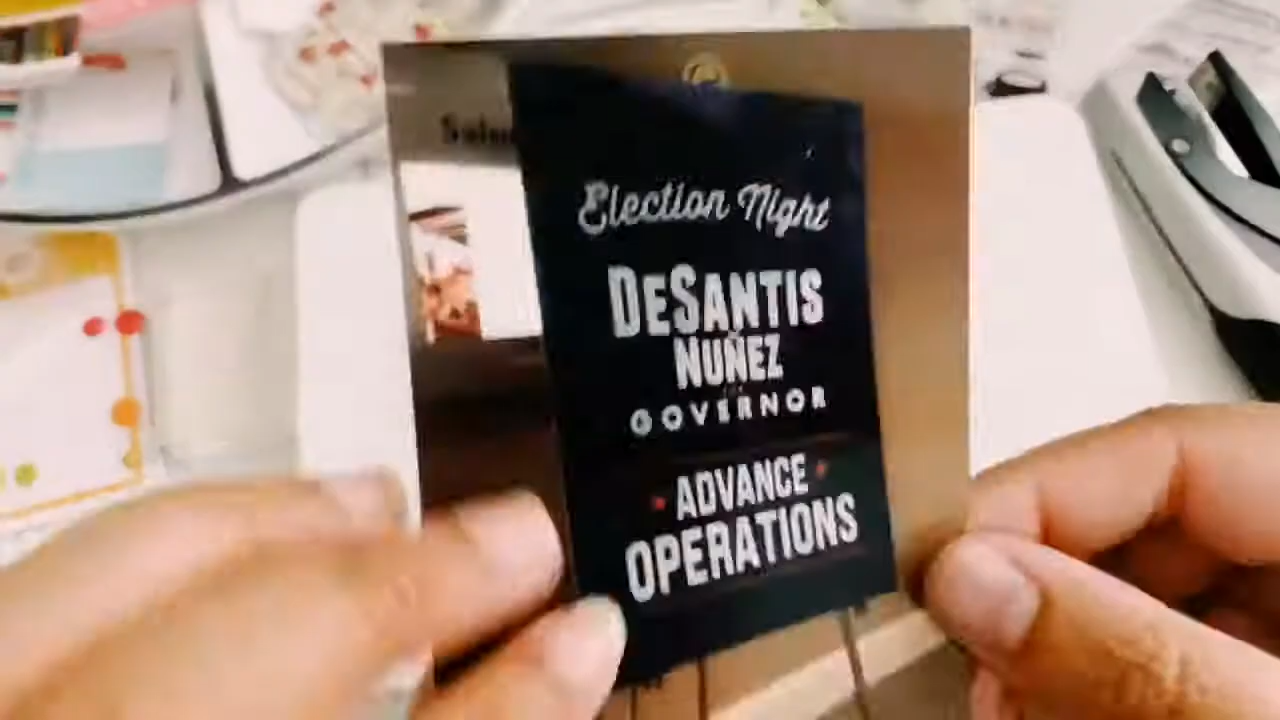 Election Night
DESANTIS
NUÑEZ
GOVERNOR
ADVANCE
OPERATIONS